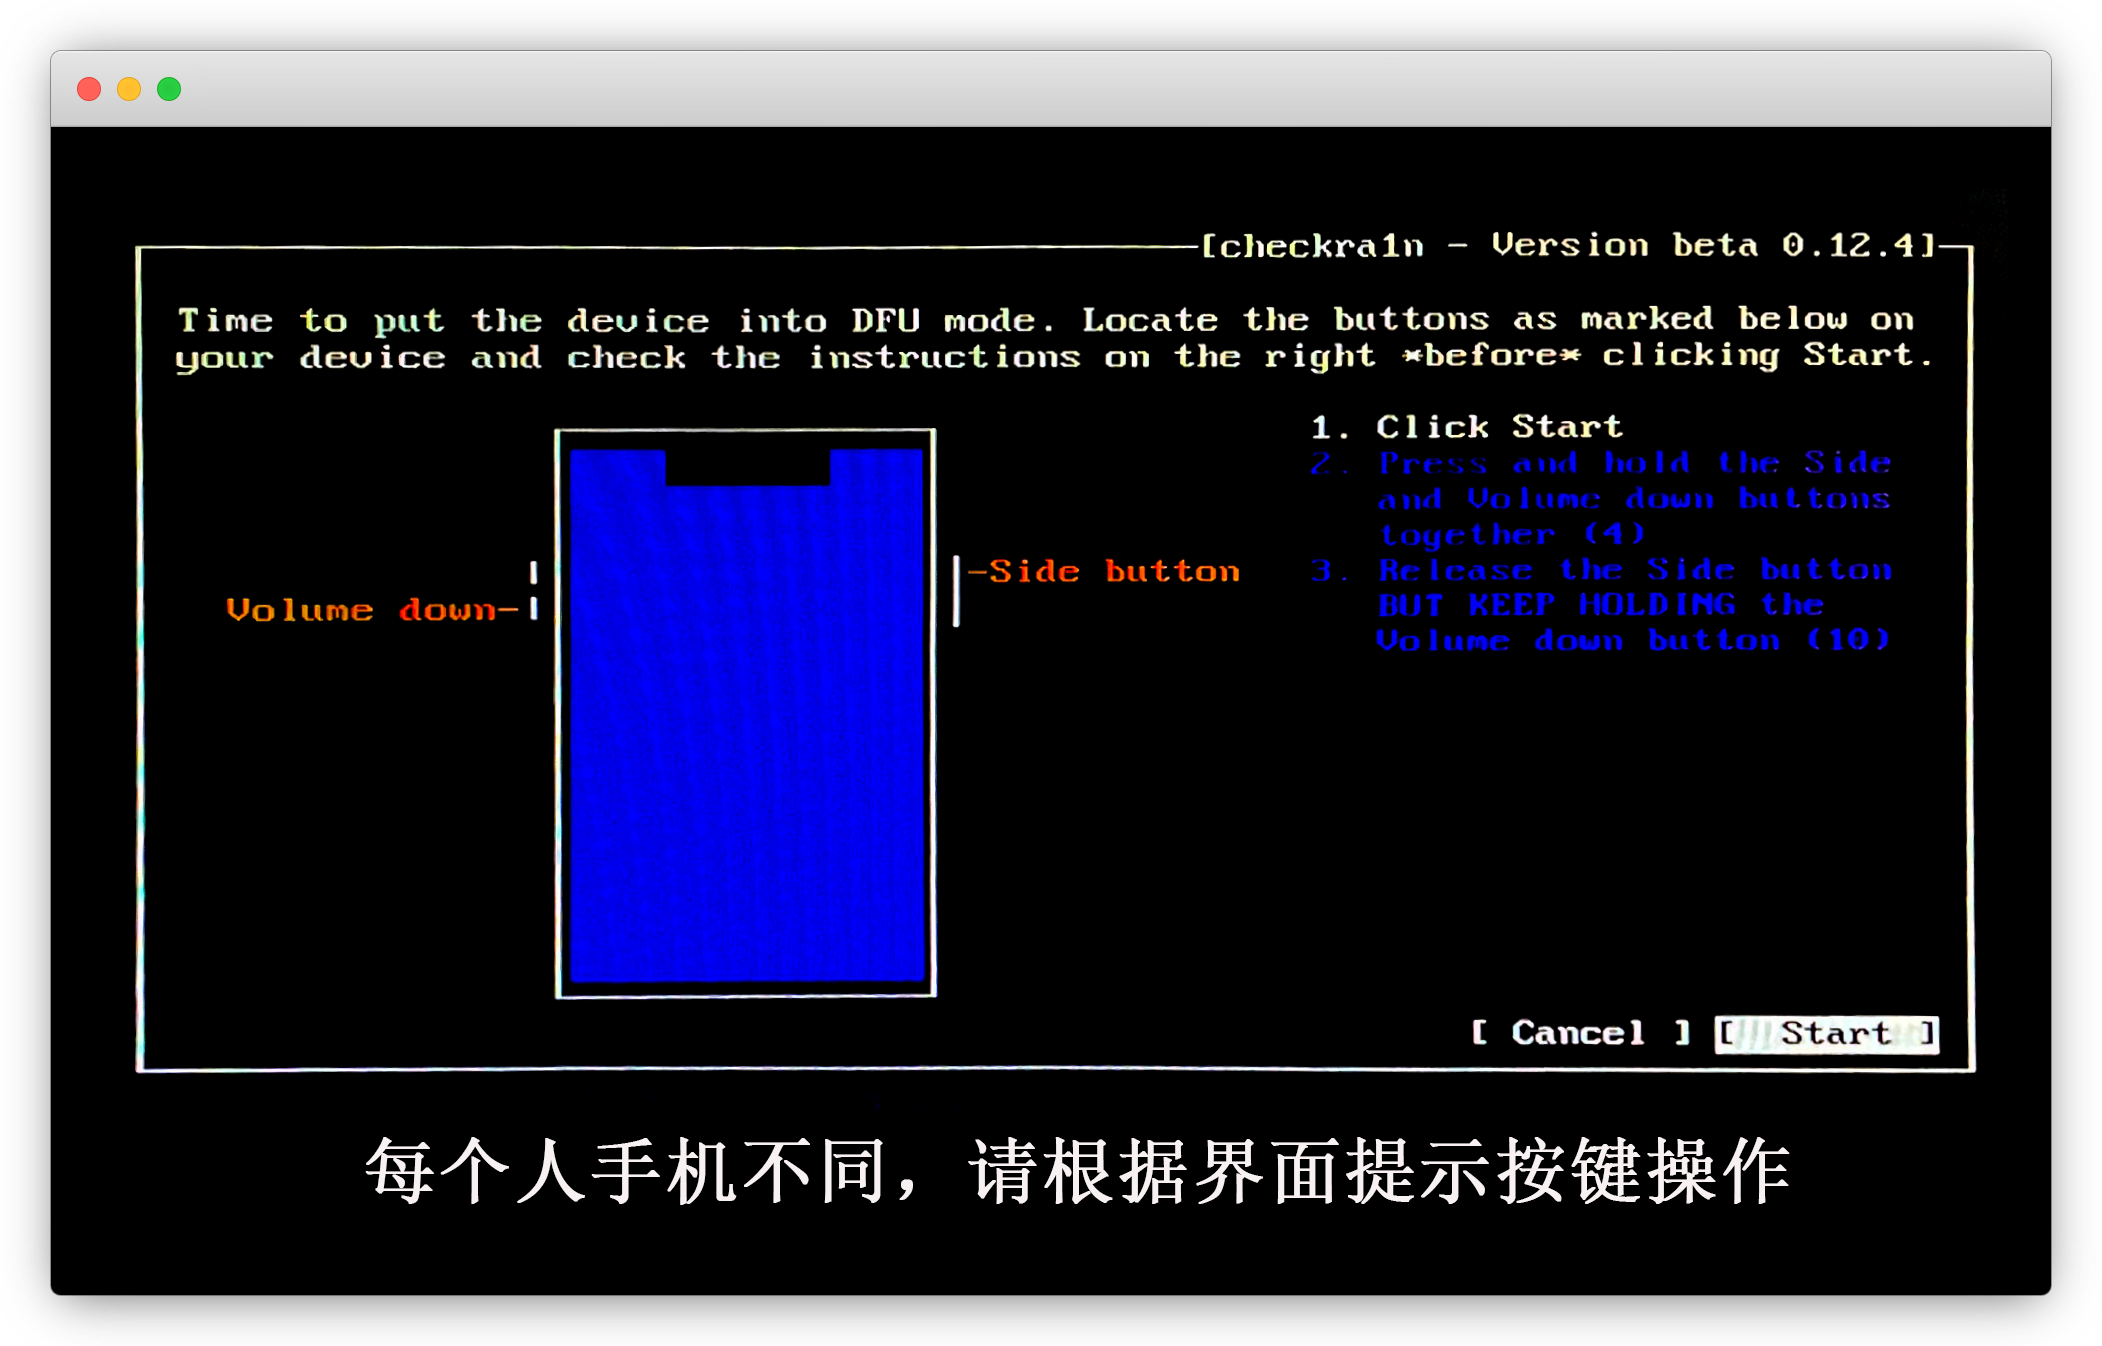 [checkra1n - Version beta 0.12.4]
Time to put the device into DFU mode. Locate the buttons as marked below on
your device and check the instructions on the right *before* clicking Start.
Volume down-
-Side button
1. Click Start
2. Press and hold the Side
and Volume down buttons
together (4)
3. Release the Side button
BUT KEEP HOLDING the
Volume down button (10)
[ Cancel ] [ Start ]
每个人手机不同，请根据界面提示按键操作